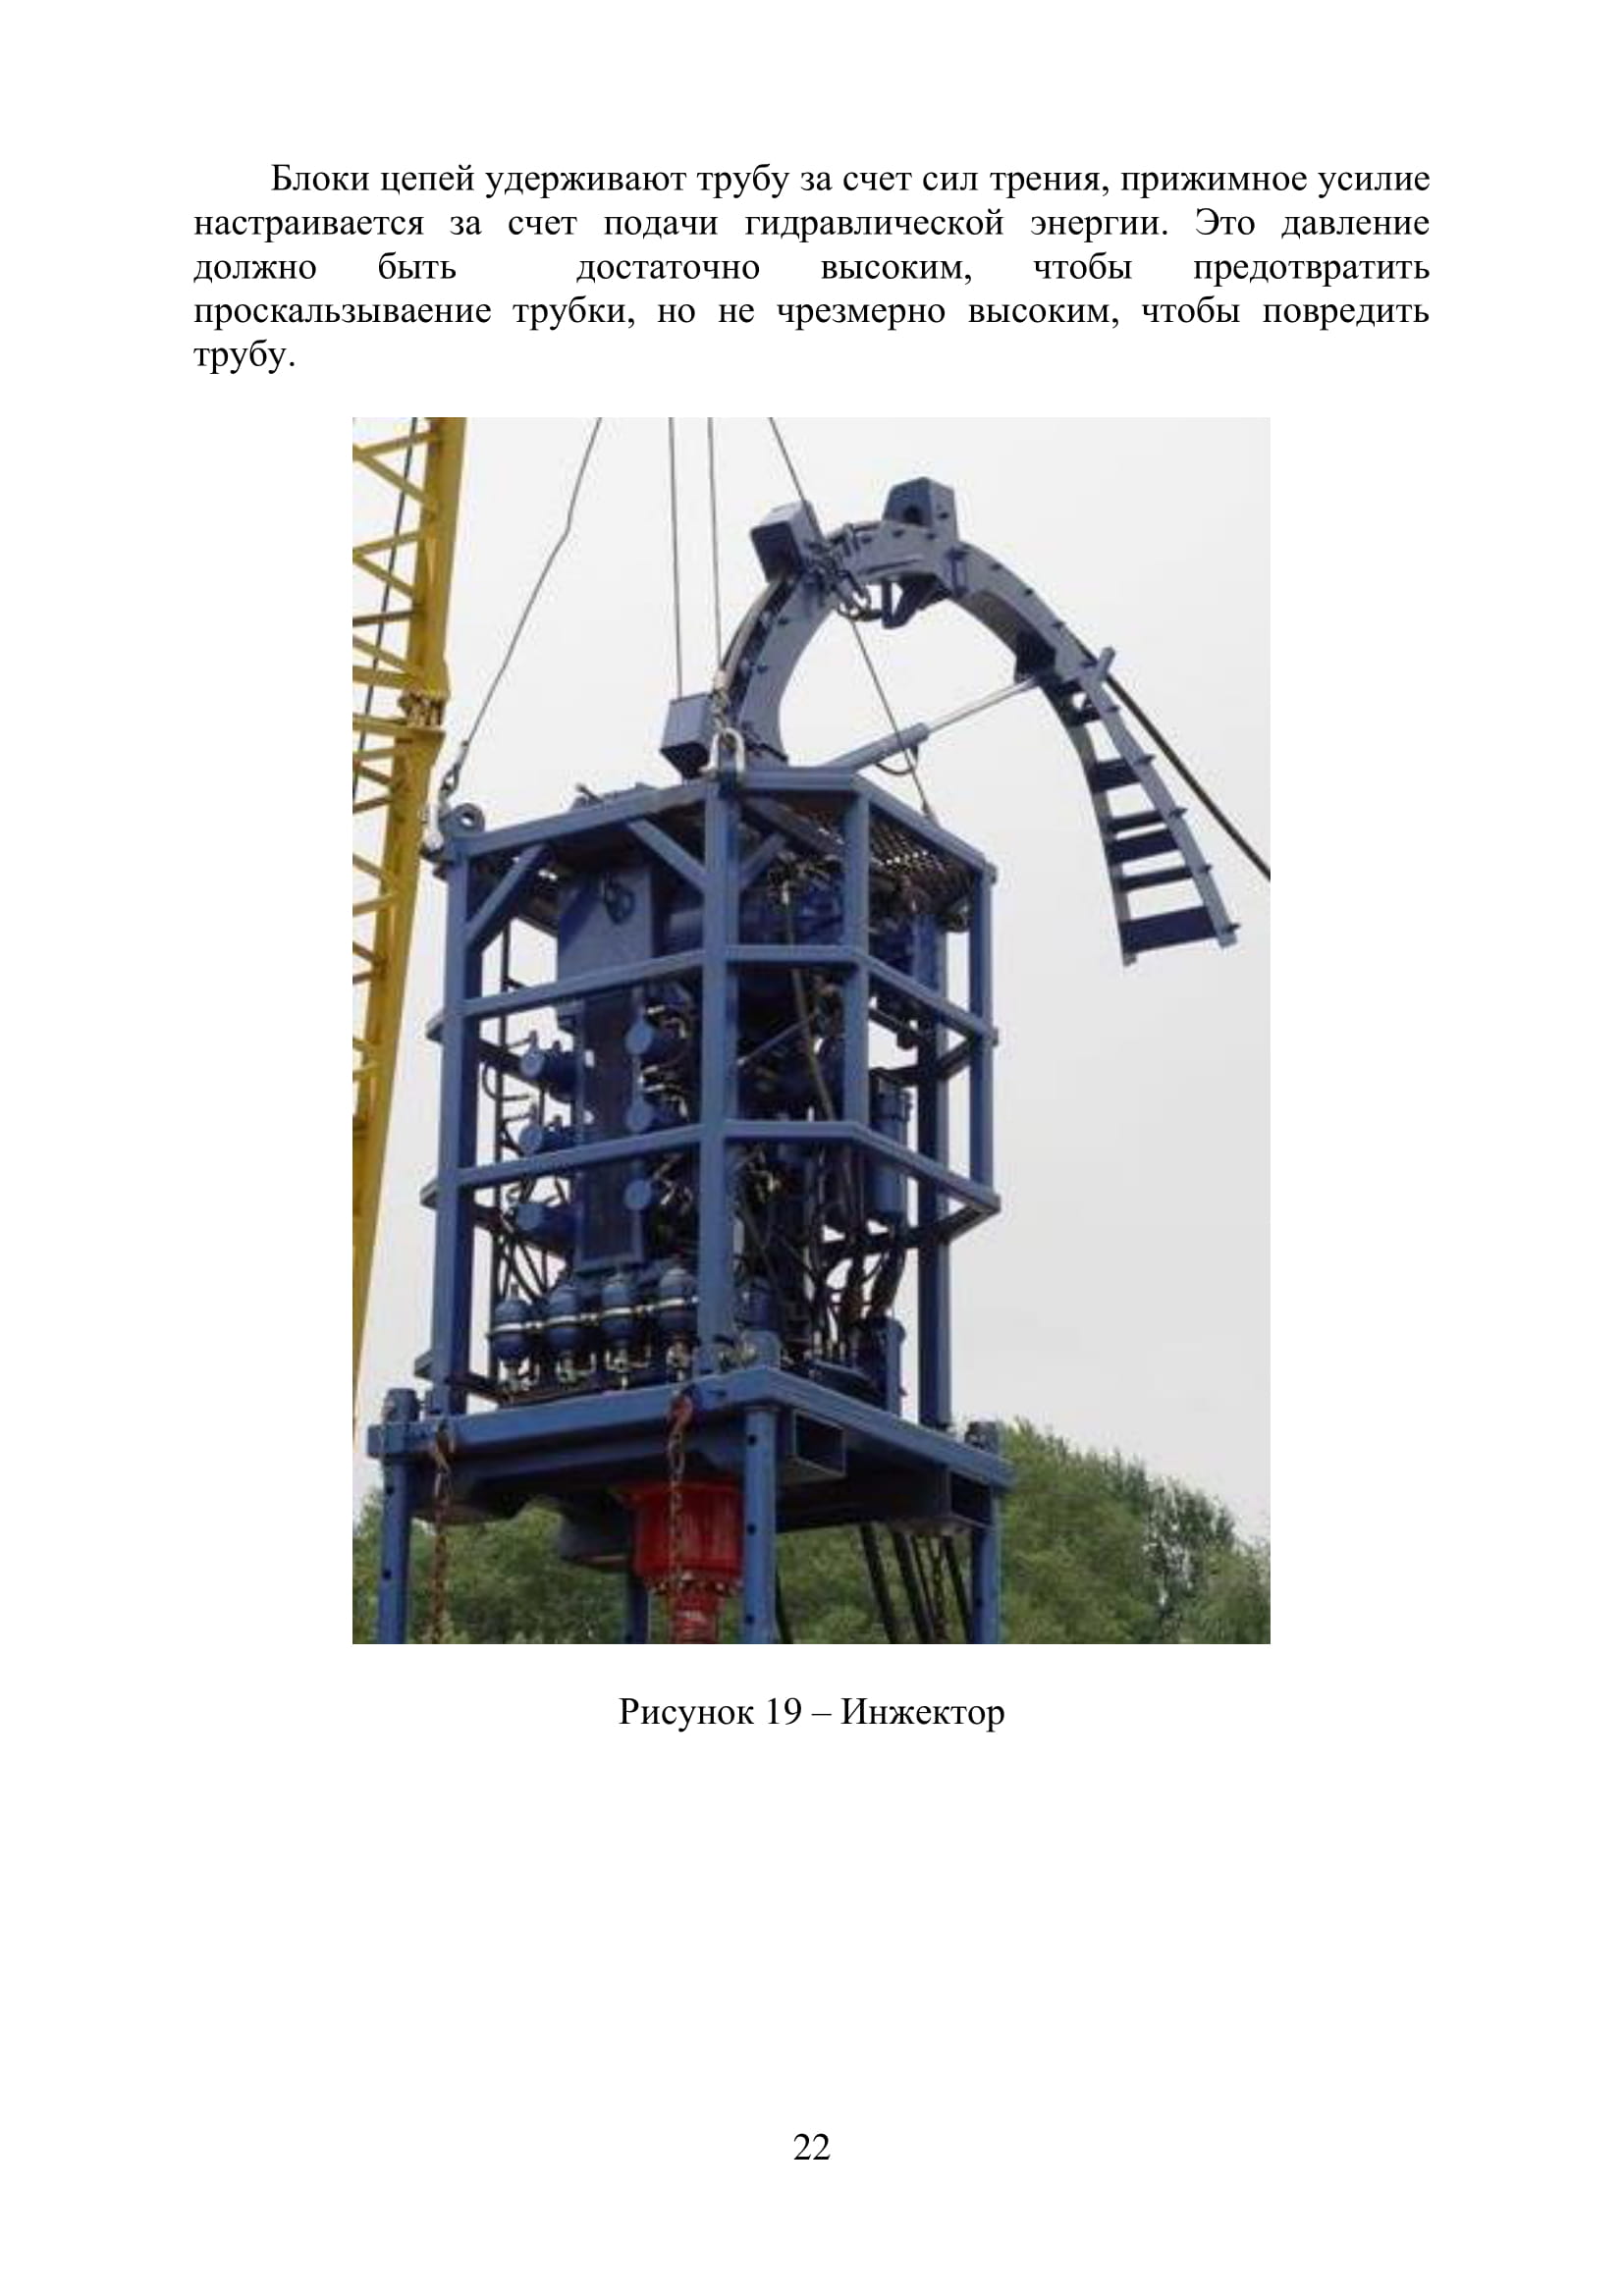 Блоки цепей удерживают трубу за счет сил трения, прижимное усилие
настраивается за счет подачи гидравлической энергии. Это давление
должно быть достаточно высоким, чтобы предотвратить
проскальзываение трубки, но не чрезмерно высоким, чтобы повредить
трубу.
Рисунок 19 – Инжектор
22